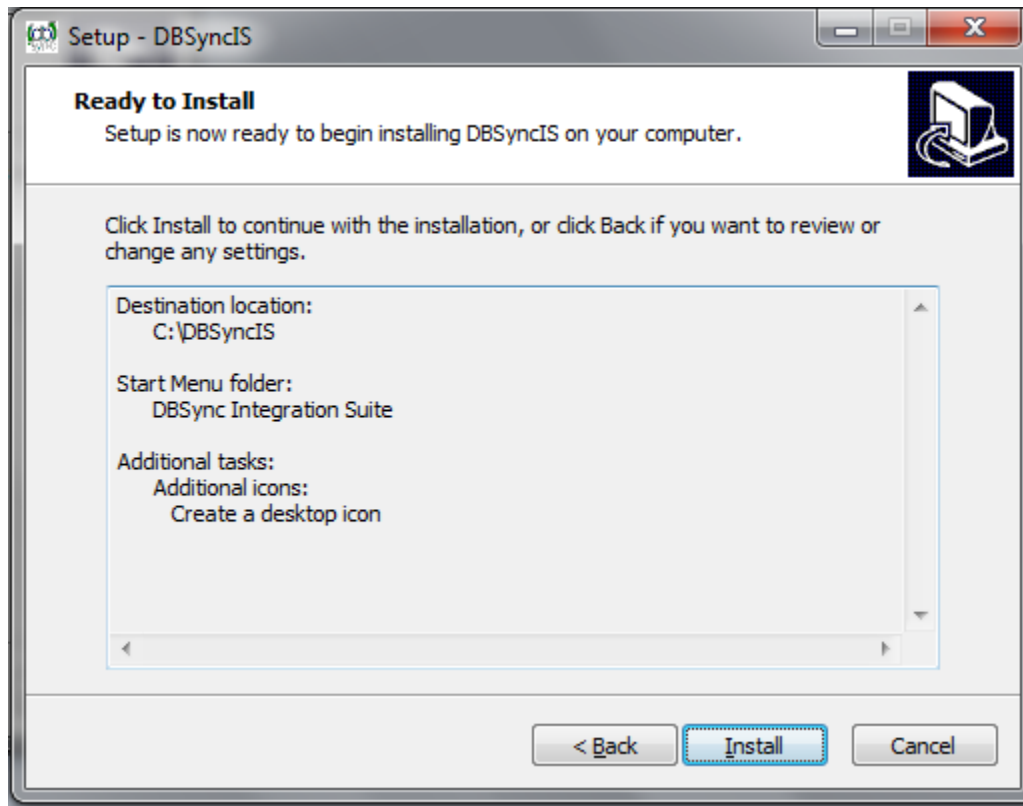 Setup - DBSyncIS
Ready to Install
Setup is now ready to begin installing DBSyncIS on your computer.
Click Install to continue with the installation, or click Back if you want to review or
change any settings.
Destination location:
C:\DBSyncIS
Start Menu folder:
DBSync Integration Suite
Additional tasks:
Additional icons:
Create a desktop icon
< Back
Install
Cancel